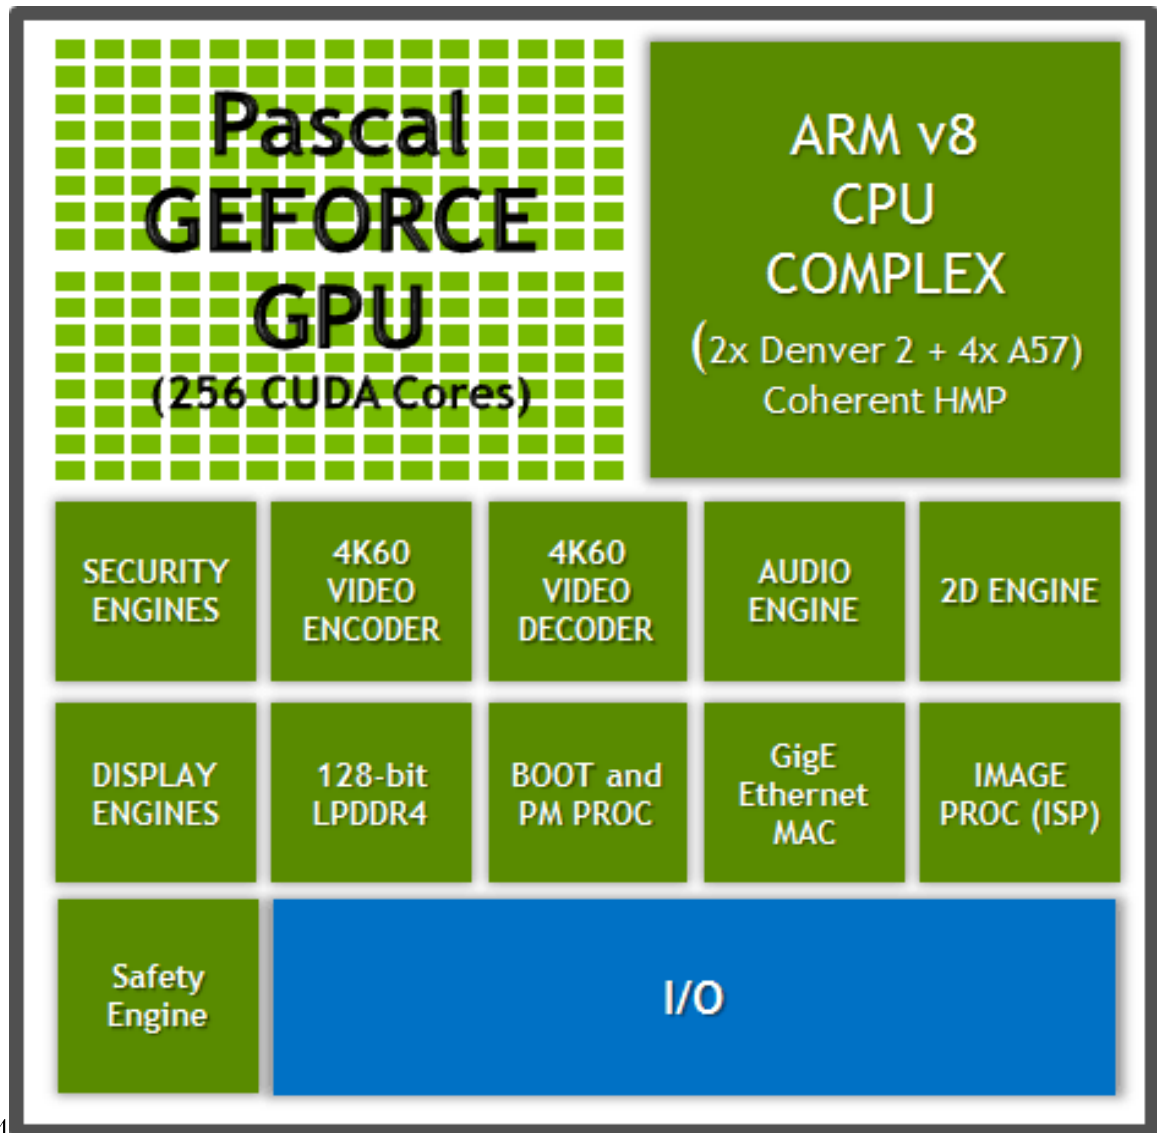 Pascal
GEFORCE
GPU
(256 CUDA Cores)
ARM v8
CPU
COMPLEX
(2x Denver 2 + 4x A57)
Coherent HMP
SECURITY
ENGINES
4K60
VIDEO
ENCODER
4K60
VIDEO
DECODER
AUDIO
ENGINE
2D ENGINE
DISPLAY
ENGINES
128-bit
LPDDR4
BOOT and
PM PROC
GigE
Ethernet
MAC
IMAGE
PROC (ISP)
Safety
Engine
I/O